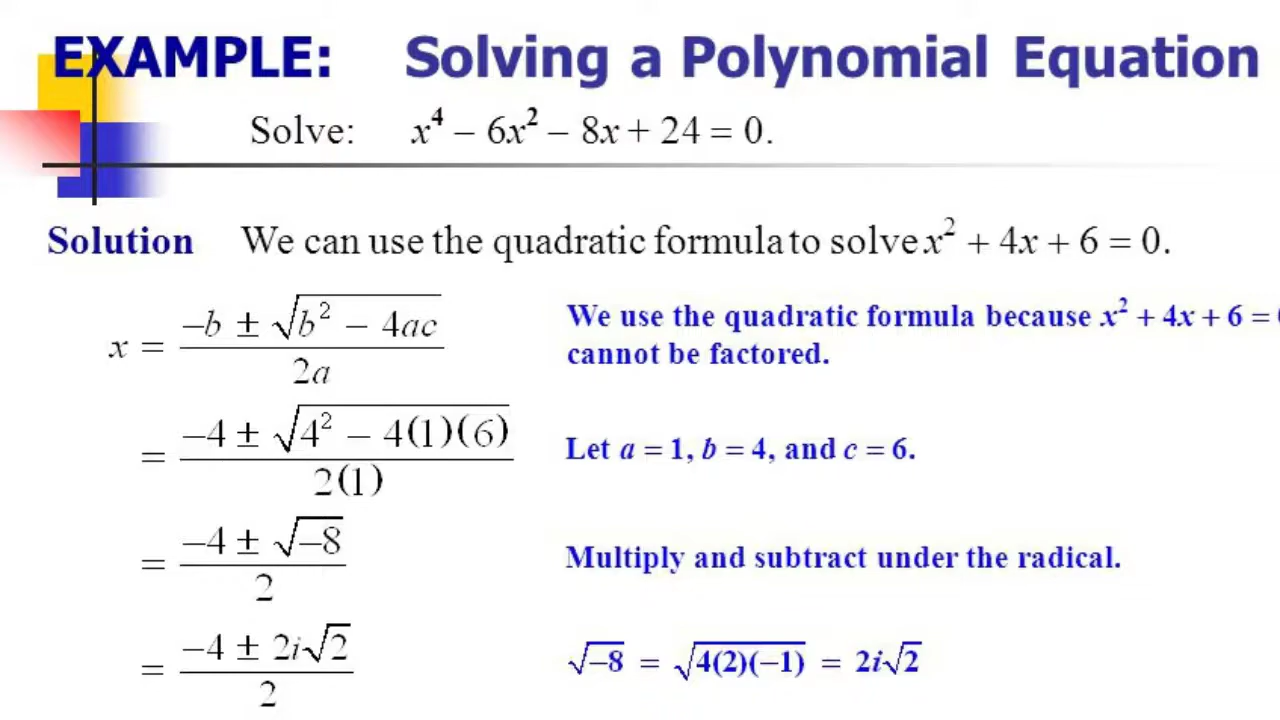 EXAMPLE: Solving a Polynomial Equation
Solve: x⁴ – 6x² – 8x + 24 = 0.
Solution We can use the quadratic formula to solve x² + 4x + 6 = 0.
x = (–b ± √(b² – 4ac)) / 2a
We use the quadratic formula because x² + 4x + 6 =
cannot be factored.
= (–4 ± √(4² – 4(1)(6))) / 2(1)
Let a = 1, b = 4, and c = 6.
= (–4 ± √–8) / 2
Multiply and subtract under the radical.
= (–4 ± 2i√2) / 2
√–8 = √4(2)(–1) = 2i√2